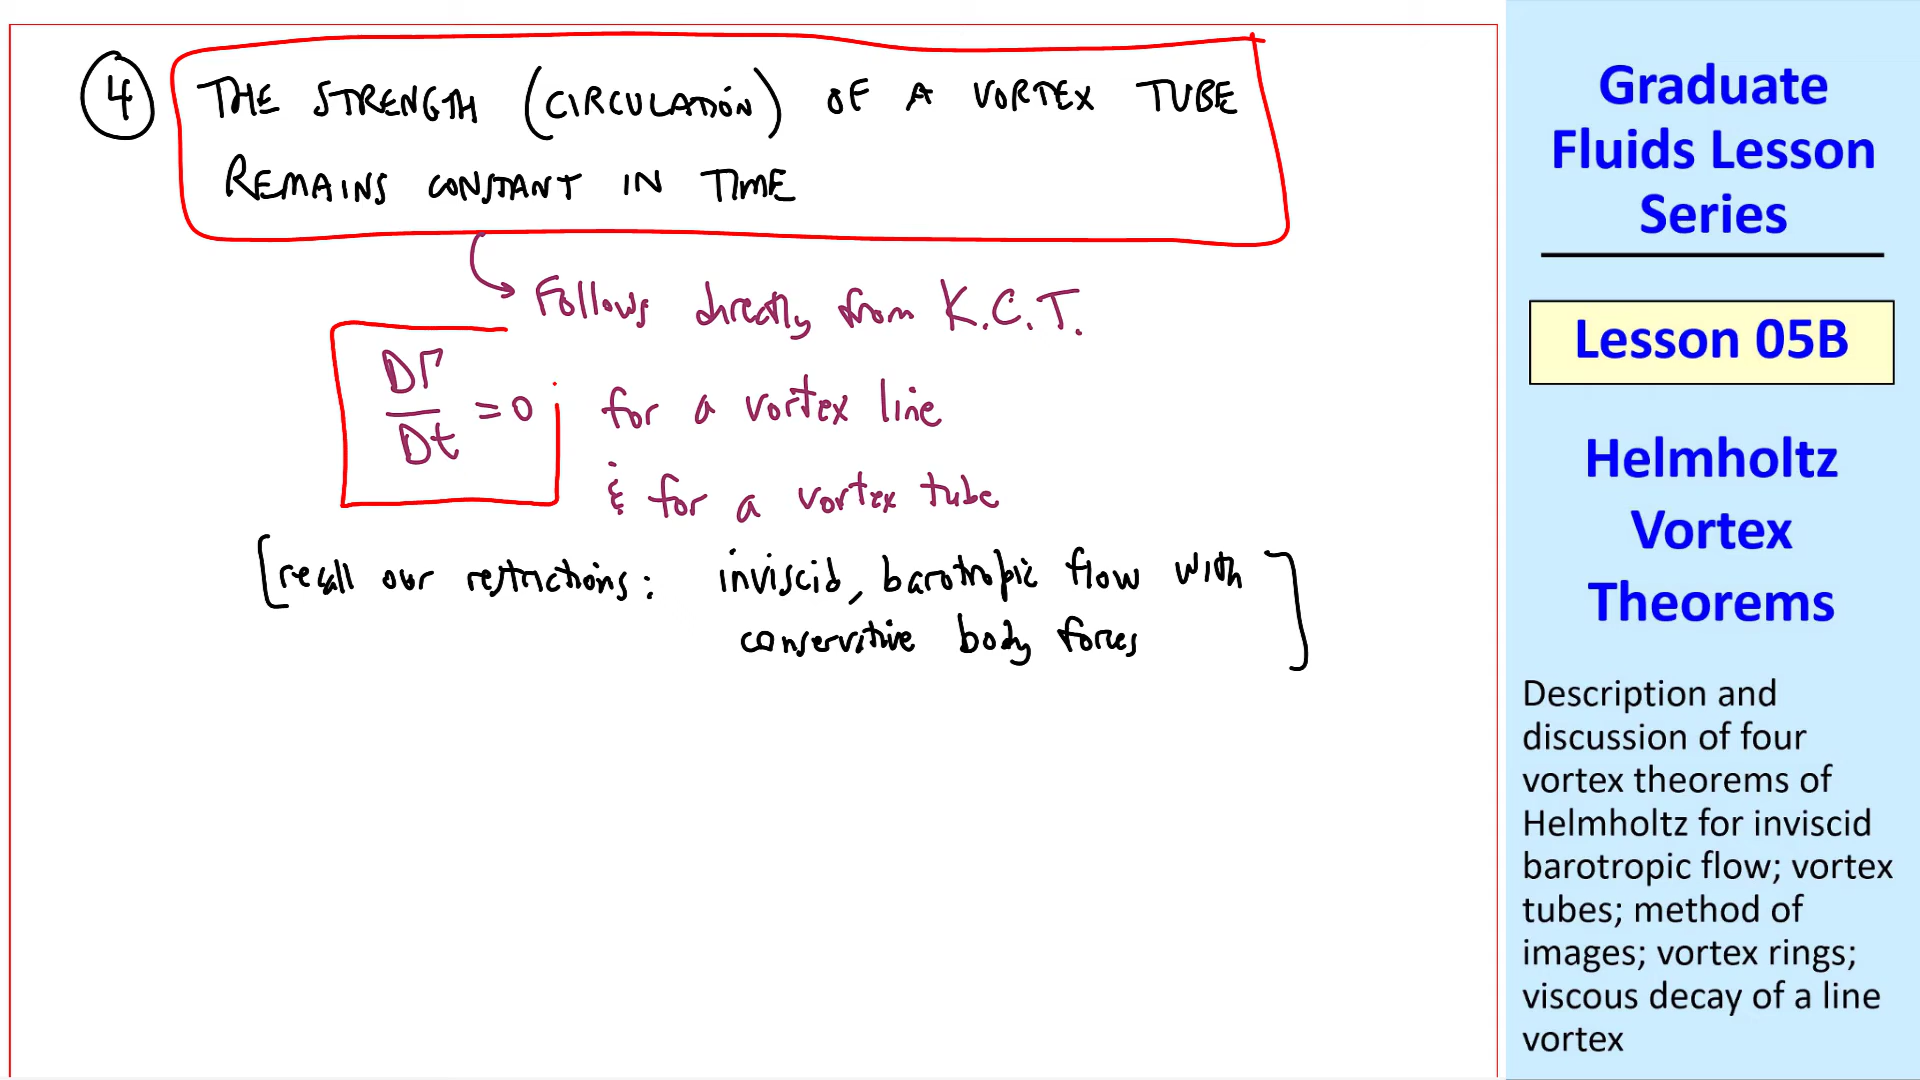 4 THE STRENGTH (CIRCULATION) OF A VORTEX TUBE
REMAINS CONSTANT IN TIME
Follows directly from K.C.T.
DΓ/Dt = 0 for a vortex line
& for a vortex tube
[recall our restrictions: inviscid, barotropic flow with
conservitive body forces]
Graduate
Fluids Lesson
Series
Lesson 05B
Helmholtz
Vortex
Theorems
Description and
discussion of four
vortex theorems of
Helmholtz for inviscid
barotropic flow; vortex
tubes; method of
images; vortex rings;
viscous decay of a line
vortex